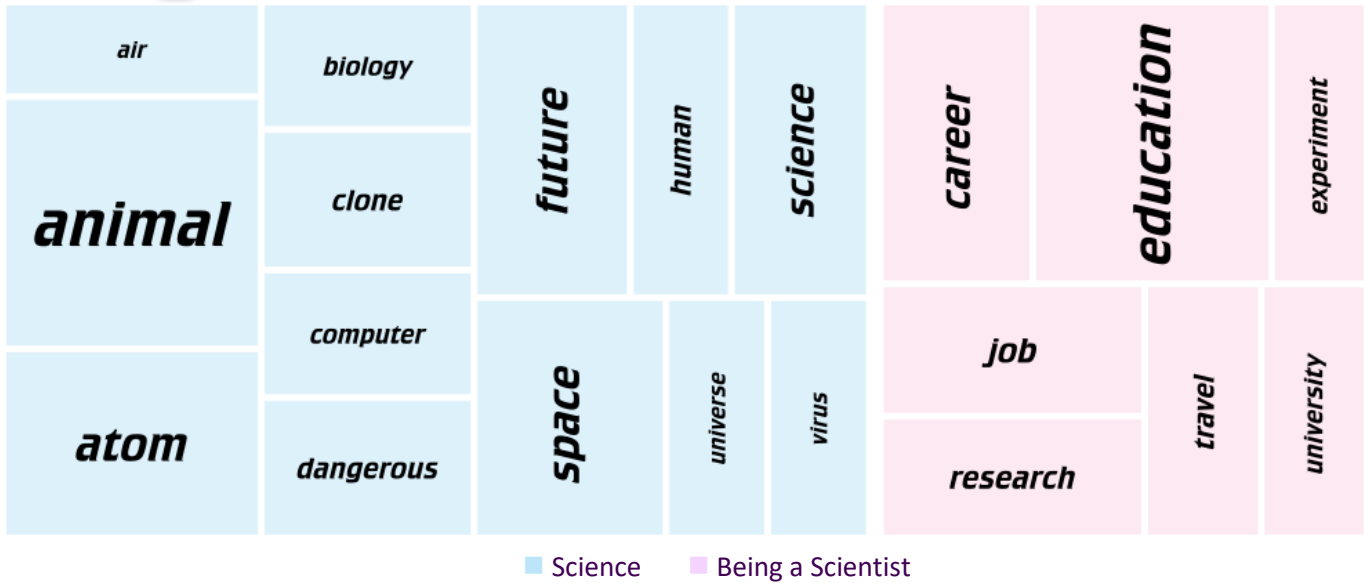 air
animal
atom
biology
clone
computer
dangerous
future
human
science
space
universe
virus
career
education
experiment
job
research
travel
university
Science
Being a Scientist